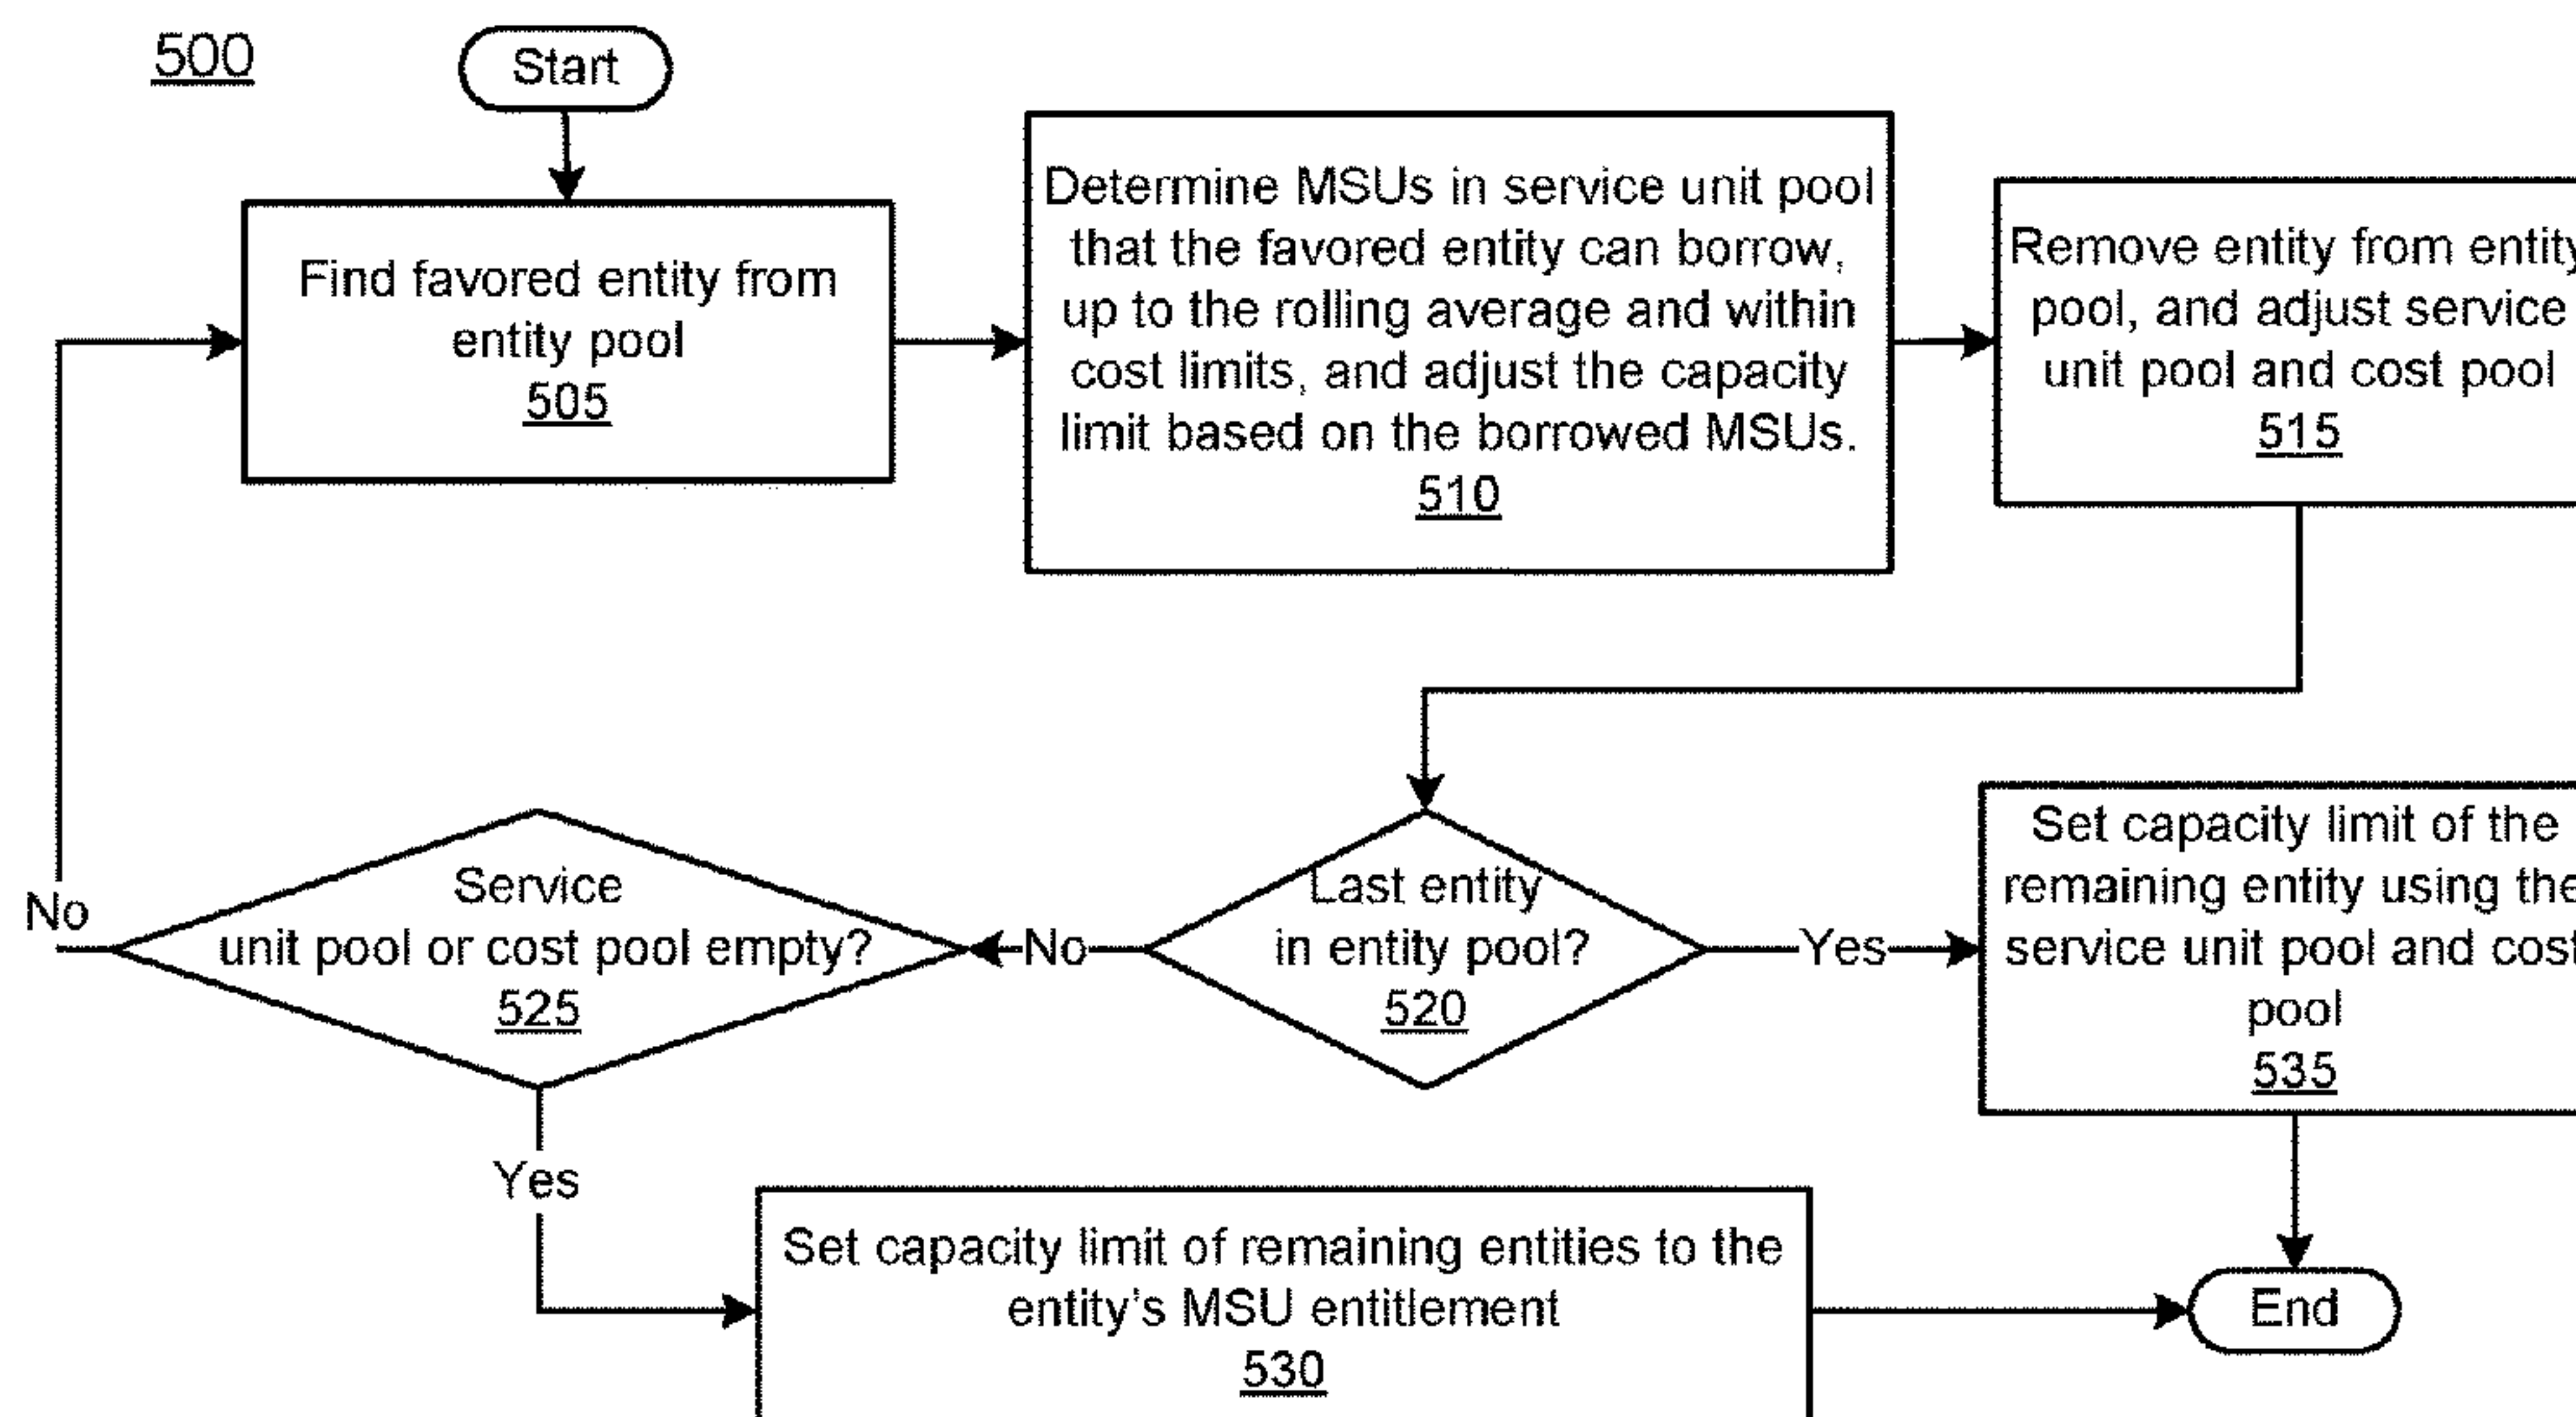 500
Start
Find favored entity from
entity pool
505
Determine MSUs in service unit pool
that the favored entity can borrow,
up to the rolling average and within
cost limits, and adjust the capacity
limit based on the borrowed MSUs.
510
Remove entity from entity
pool, and adjust service
unit pool and cost pool
515
Last entity
in entity pool?
520
No
Yes
Service
unit pool or cost pool empty?
525
No
Yes
Set capacity limit of the
remaining entity using the
service unit pool and cost
pool
535
Set capacity limit of remaining entities to the
entity's MSU entitlement
530
End